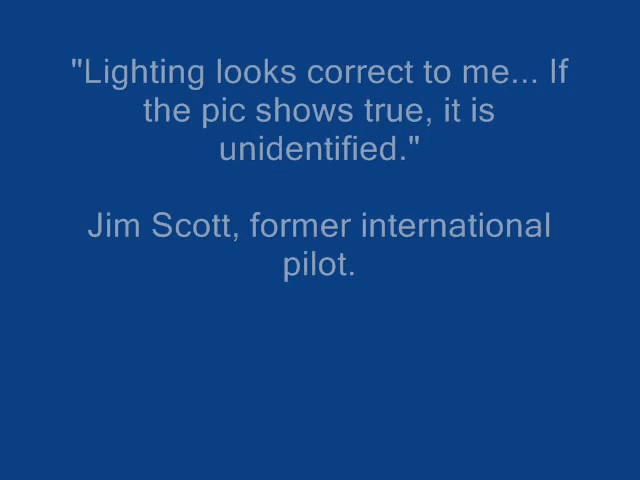 "Lighting looks correct to me... If
the pic shows true, it is
unidentified."
Jim Scott, former international
pilot.